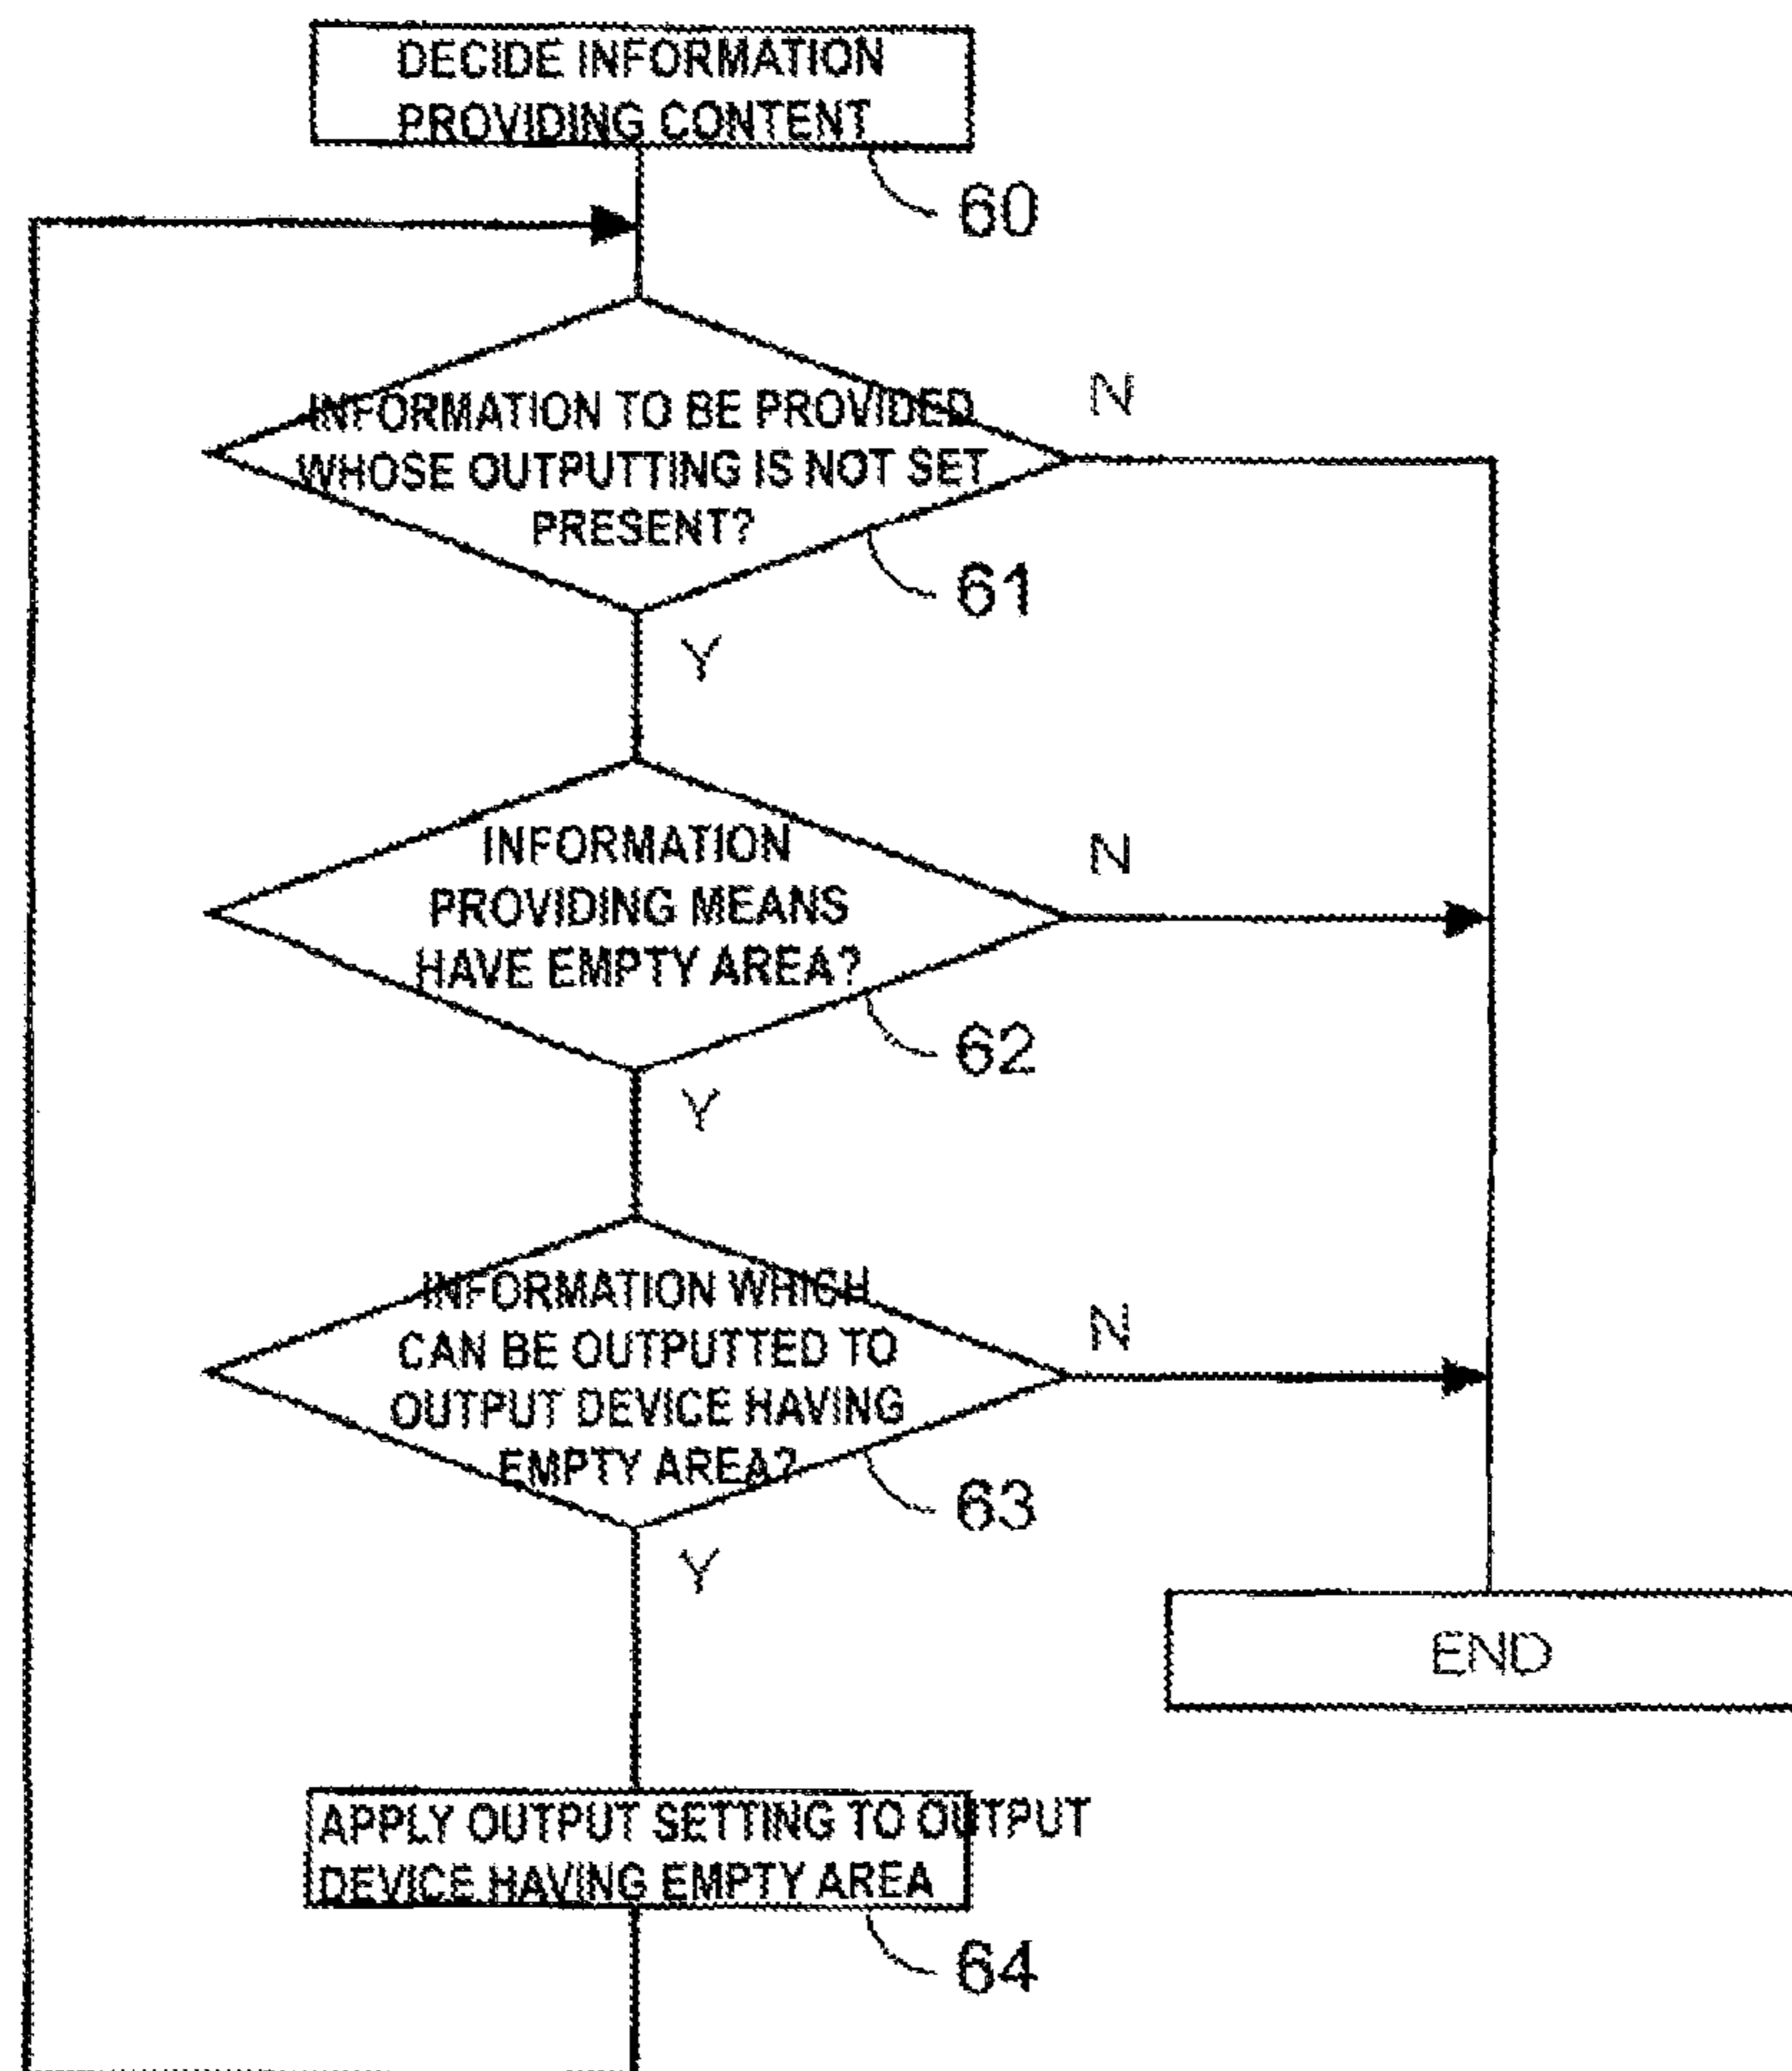 DECIDE INFORMATION
PROVIDING CONTENT
60
INFORMATION TO BE PROVIDED
WHOSE OUTPUTTING IS NOT SET
PRESENT?
N
61
Y
INFORMATION
PROVIDING MEANS
HAVE EMPTY AREA?
N
62
Y
INFORMATION WHICH
CAN BE OUTPUTTED TO
OUTPUT DEVICE HAVING
EMPTY AREA?
N
63
Y
END
APPLY OUTPUT SETTING TO OUTPUT
DEVICE HAVING EMPTY AREA
64